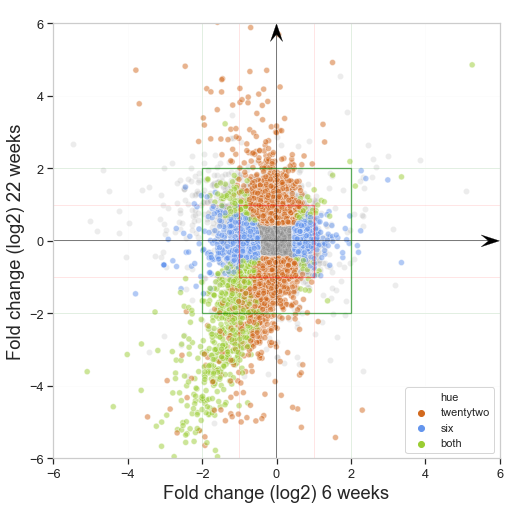 6
4
2
0
−2
−4
−6
Fold change (log2) 22 weeks
hue
twentytwo
six
both
−6 −4 −2 0 2 4 6
Fold change (log2) 6 weeks